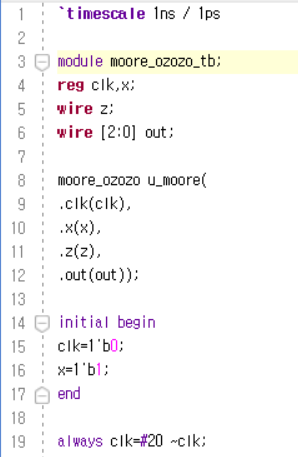 1 `timescale 1ns / 1ps
2
3 module moore_ozozo_tb;
4 reg clk,x;
5 wire z;
6 wire [2:0] out;
7
8 moore_ozozo u_moore(
9 .clk(clk),
10 .x(x),
11 .z(z),
12 .out(out));
13
14 initial begin
15 clk=1'b0;
16 x=1'b1;
17 end
18
19 always clk=#20 ~clk;